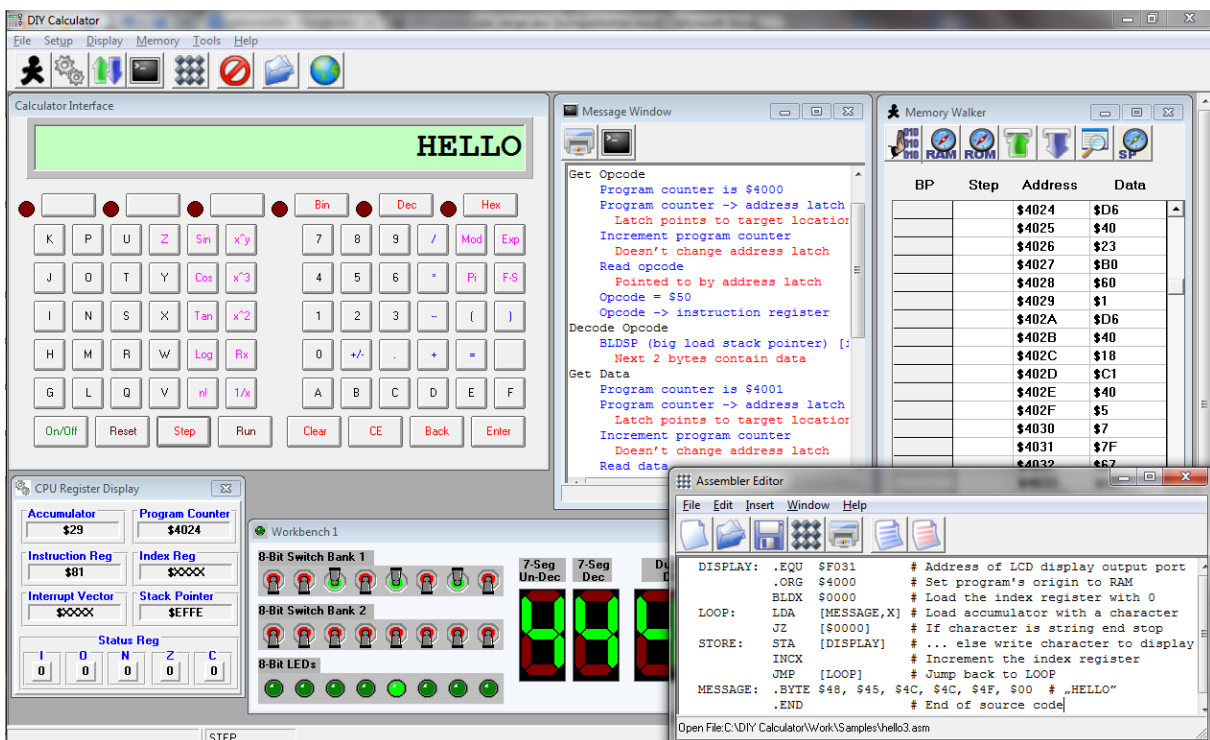 DIY Calculator
File Setup Display Memory Tools Help
Calculator Interface
HELLO
Bin Dec Hex
K P U Z Sin x^y 7 8 9 / Mod Exp
J O T Y Cos x^3 4 5 6 * Pi F-S
I N S X Tan x^2 1 2 3 - ( )
H M R W Log Rx 0 +/- . + =
G L Q V n! 1/x A B C D E F
On/Off Reset Step Run Clear CE Back Enter
Message Window
Get Opcode
Program counter is $4000
Program counter -> address latch
Latch points to target location
Increment program counter
Doesn't change address latch
Read opcode
Pointed to by address latch
Opcode = $50
Opcode -> instruction register
Decode Opcode
BLDSP (big load stack pointer)
Next 2 bytes contain data
Get Data
Program counter is $4001
Program counter -> address latch
Latch points to target location
Increment program counter
Doesn't change address latch
Read data
Memory Walker
010 010 RAM ROM SP
BP Step Address Data
$4024 $D6
$4025 $40
$4026 $23
$4027 $B0
$4028 $60
$4029 $1
$402A $D6
$402B $40
$402C $18
$402D $C1
$402E $40
$402F $5
$4030 $7
$4031 $7F
$4032 $67
CPU Register Display
Accumulator Program Counter
$29 $4024
Instruction Reg Index Reg
$81 $XXXX
Interrupt Vector Stack Pointer
$XXXX $EFFE
Status Reg
I O N Z C
0 0 0 0 0
Workbench 1
8-Bit Switch Bank 1
8-Bit Switch Bank 2
8-Bit LEDs
7-Seg Un-Dec
7-Seg Dec
Assembler Editor
File Edit Insert Window Help
DISPLAY: .EQU $F031 # Address of LCD display output port
.ORG $4000 # Set program's origin to RAM
BLDX $0000 # Load the index register with 0
LOOP: LDA [MESSAGE,X] # Load accumulator with a character
JZ [$0000] # If character is string end stop
STORE: STA [DISPLAY] # ... else write character to display
INCX # Increment the index register
JMP [LOOP] # Jump back to LOOP
MESSAGE: .BYTE $48, $45, $4C, $4C, $4F, $00 # „HELLO"
.END # End of source code
Open File:C:\DIY Calculator\Work\Samples\hello3.asm
STEP